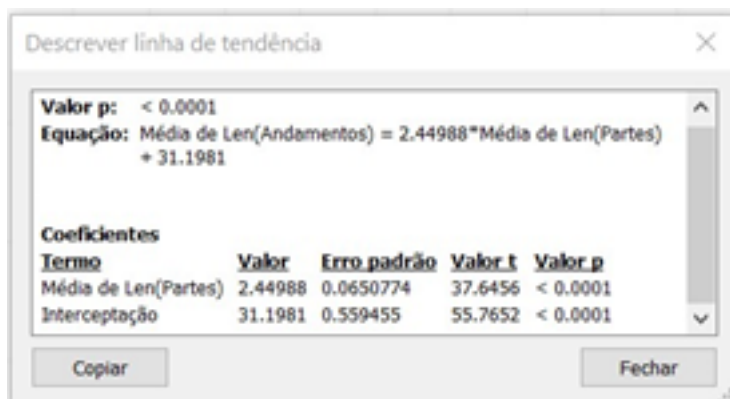 Descrever linha de tendência
Valor p: < 0.0001
Equação: Média de Len(Andamentos) = 2.44988*Média de Len(Partes)
+ 31.1981
Coeficientes
Termo Valor Erro padrão Valor t Valor p
Média de Len(Partes) 2.44988 0.0650774 37.6456 < 0.0001
Interceptação 31.1981 0.559455 55.7652 < 0.0001
Copiar Fechar